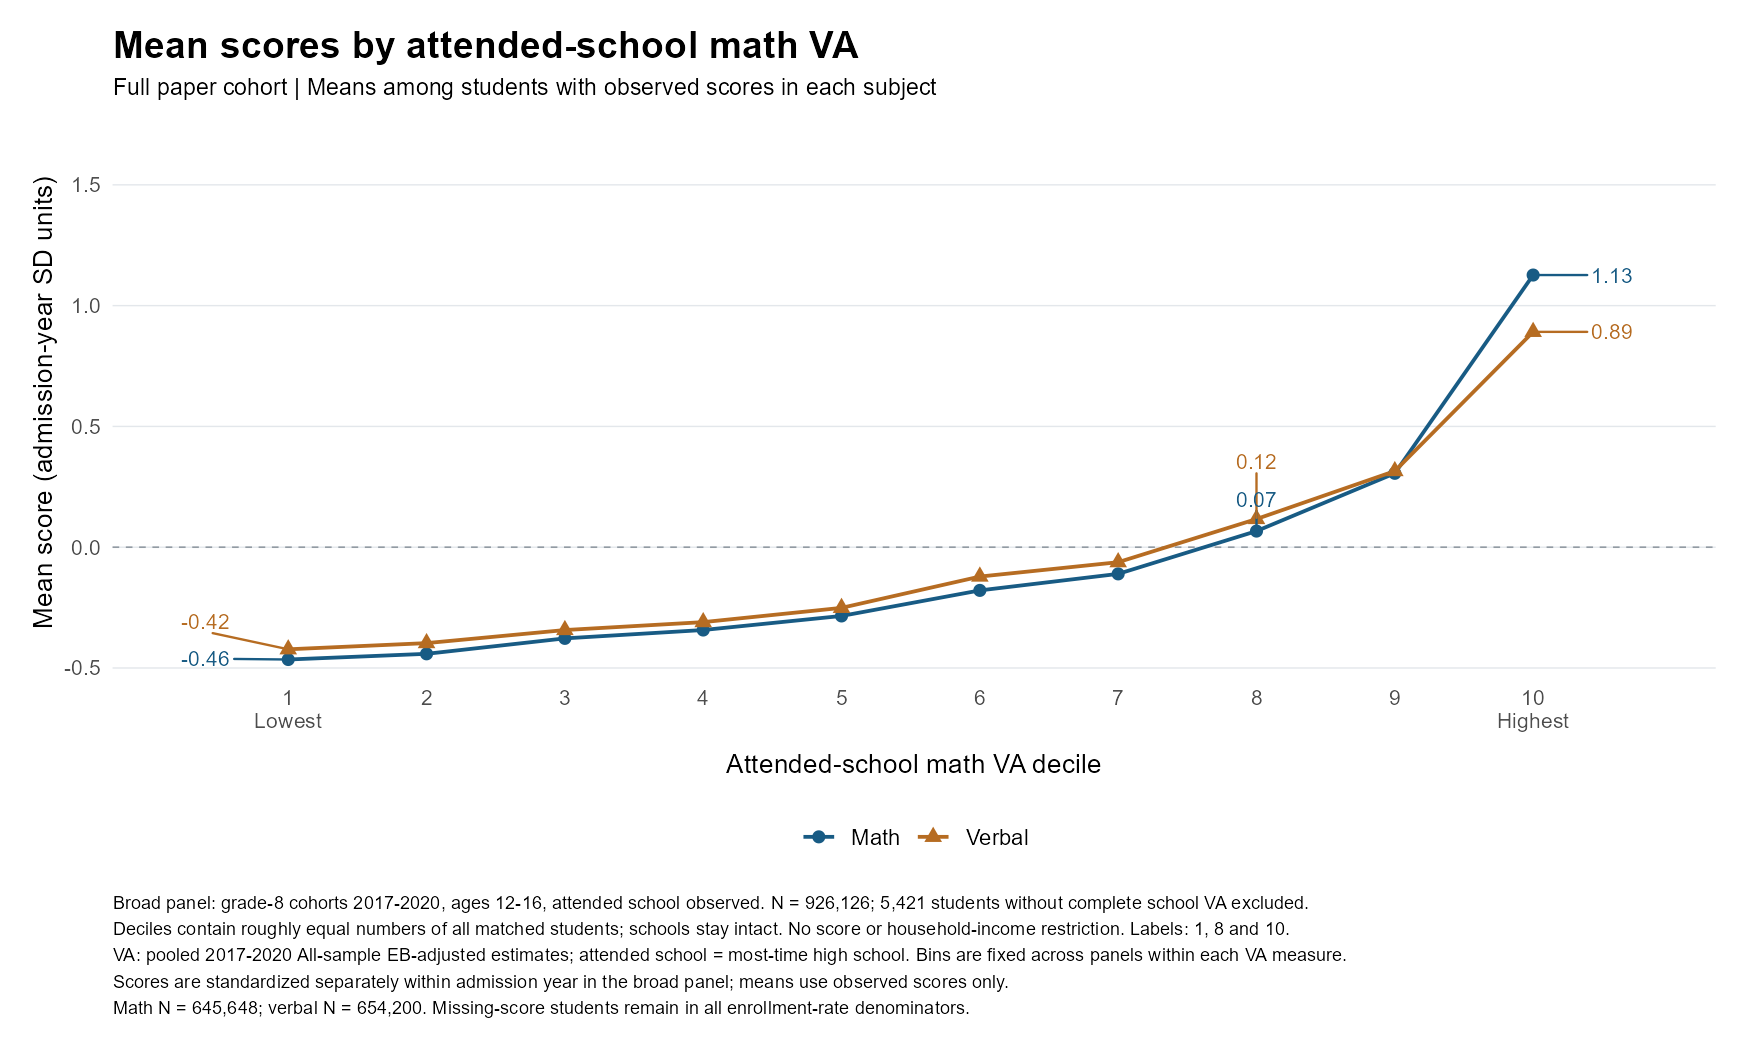 Mean scores by attended-school math VA
Full paper cohort | Means among students with observed scores in each subject
Mean score (admission-year SD units)
1.5
1.0
0.5
0.0
-0.5
1.13
0.89
0.12
0.07
-0.42
-0.46
1 2 3 4 5 6 7 8 9 10
Lowest Highest
Attended-school math VA decile
Math Verbal
Broad panel: grade-8 cohorts 2017-2020, ages 12-16, attended school observed. N = 926,126; 5,421 students without complete school VA excluded.
Deciles contain roughly equal numbers of all matched students; schools stay intact. No score or household-income restriction. Labels: 1, 8 and 10.
VA: pooled 2017-2020 All-sample EB-adjusted estimates; attended school = most-time high school. Bins are fixed across panels within each VA measure.
Scores are standardized separately within admission year in the broad panel; means use observed scores only.
Math N = 645,648; verbal N = 654,200. Missing-score students remain in all enrollment-rate denominators.